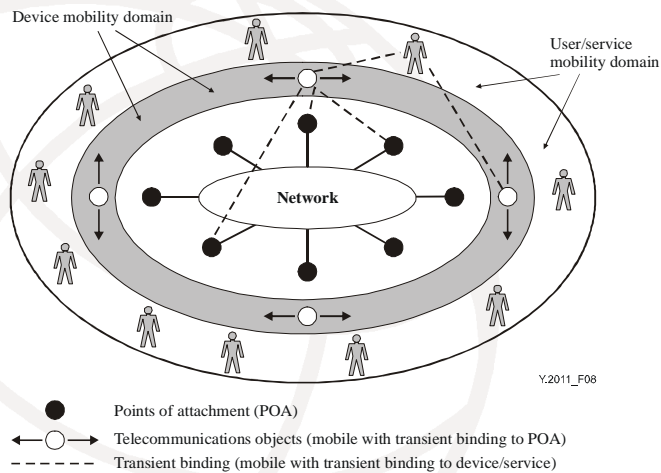 Device mobility domain
User/service
mobility domain
Network
Y.2011_F08
Points of attachment (POA)
Telecommunications objects (mobile with transient binding to POA)
Transient binding (mobile with transient binding to device/service)